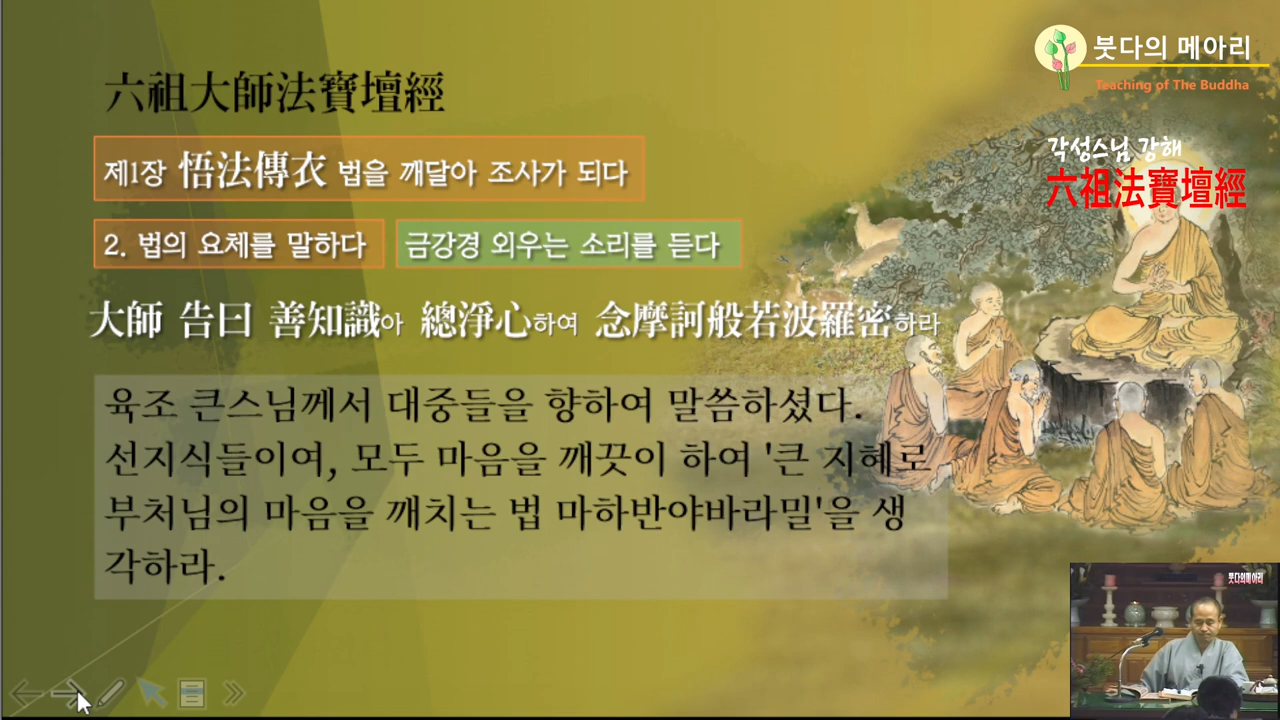 六祖大師法寶壇經
제1장 悟法傳衣 법을 깨달아 조사가 되다
2. 법의 요체를 말하다
금강경 외우는 소리를 듣다
大師 告曰 善知識아 總淨心하여 念摩訶般若波羅密하라
육조 큰스님께서 대중들을 향하여 말씀하셨다.
선지식들이여, 모두 마음을 깨끗이 하여 '큰 지혜로
부처님의 마음을 깨치는 법 마하반야바라밀'을 생
각하라.
붓다의 메아리
Teaching of The Buddha
각성스님 강해
六祖法寶壇經
붓다의메아리